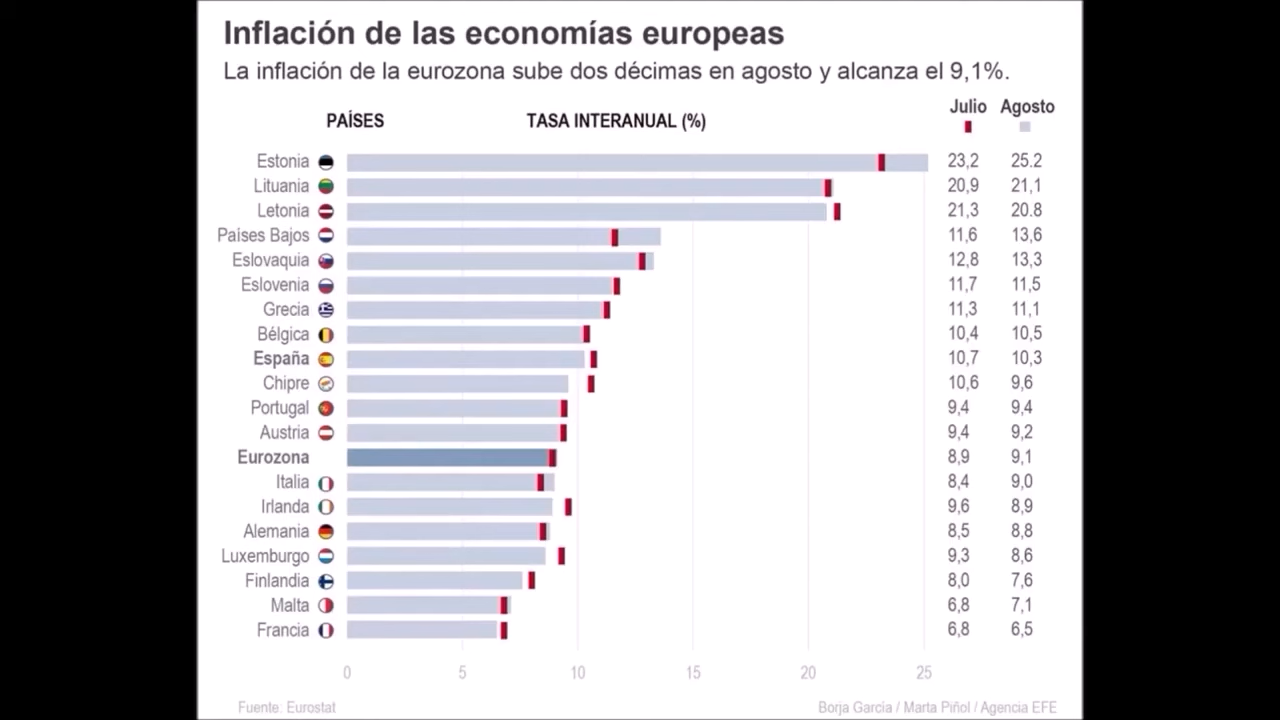 Inflación de las economías europeas
La inflación de la eurozona sube dos décimas en agosto y alcanza el 9,1%.
PAÍSES TASA INTERANUAL (%) Julio Agosto
Estonia 23,2 25.2
Lituania 20,9 21,1
Letonia 21,3 20.8
Países Bajos 11,6 13,6
Eslovaquia 12,8 13,3
Eslovenia 11,7 11,5
Grecia 11,3 11,1
Bélgica 10,4 10,5
España 10,7 10,3
Chipre 10,6 9,6
Portugal 9,4 9,4
Austria 9,4 9,2
Eurozona 8,9 9,1
Italia 8,4 9,0
Irlanda 9,6 8,9
Alemania 8,5 8,8
Luxemburgo 9,3 8,6
Finlandia 8,0 7,6
Malta 6,8 7,1
Francia 6,8 6,5
0 5 10 15 20 25
Fuente: Eurostat Borja García / Marta Piñol / Agencia EFE